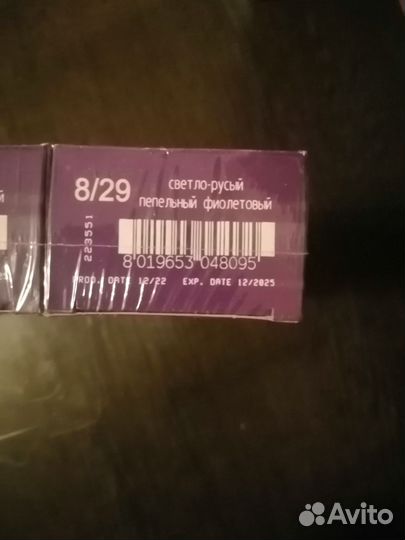 8/29
светло-русый
пепельный фиолетовый
223551
8 019653 048095
PROD. DATE 12/22 EXP. DATE 12/2025
й
Avito